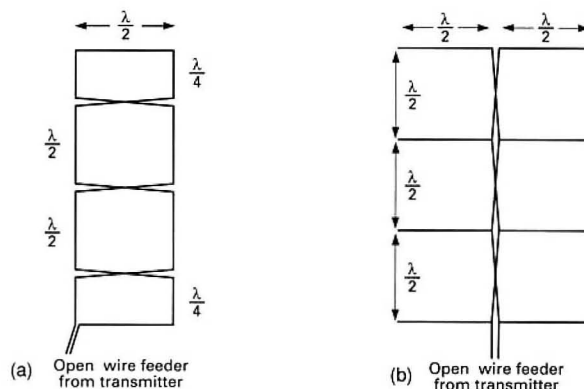 λ/2
λ/4
λ/2
λ/2
λ/4
(a) Open wire feeder
from transmitter
λ/2 λ/2
λ/2
λ/2
λ/2
(b) Open wire feeder
from transmitter